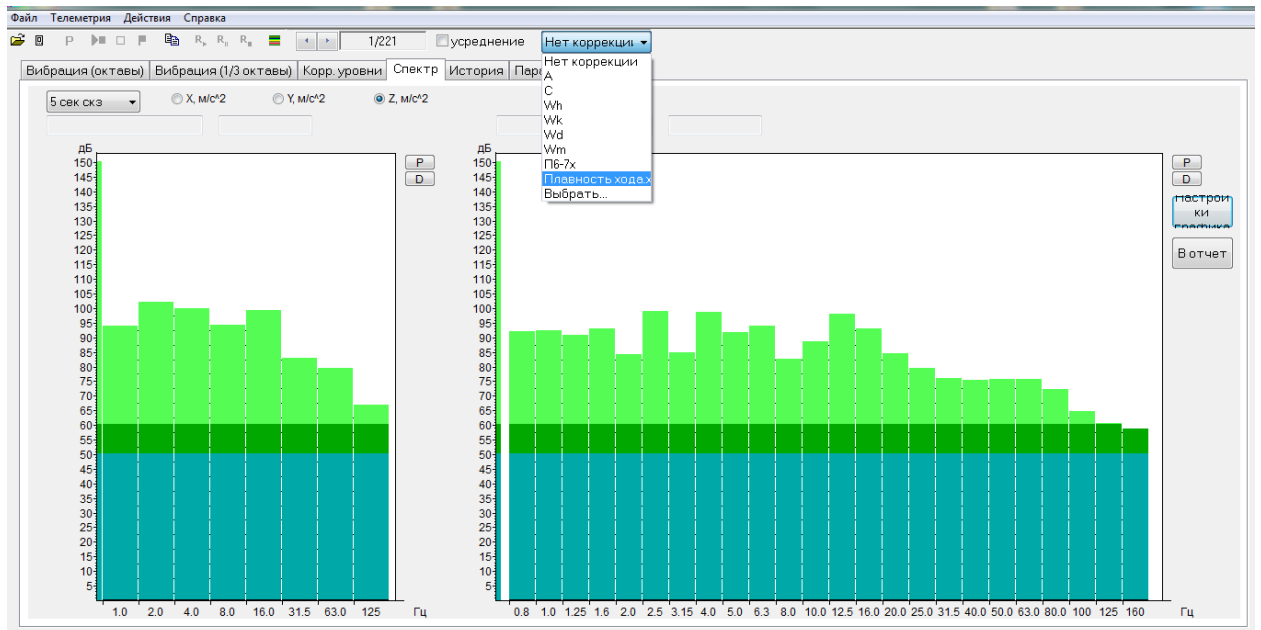 Файл Телеметрия Действия Справка
P R R R 1/221 усреднение Нет коррекции
Нет коррекции
A
C
Wh
Wk
Wd
Wm
П6-7x
Плавность хода.x
Выбрать...
Вибрация (октавы) Вибрация (1/3 октавы) Корр. уровни Спектр История Пар
5 сек скз X, м/с^2 Y, м/с^2 Z, м/с^2
дБ
150
145
140
135
130
125
120
115
110
105
100
95
90
85
80
75
70
65
60
55
50
45
40
35
30
25
20
15
10
5
1.0 2.0 4.0 8.0 16.0 31.5 63.0 125 Гц
P
D
дБ
150
145
140
135
130
125
120
115
110
105
100
95
90
85
80
75
70
65
60
55
50
45
40
35
30
25
20
15
10
5
0.8 1.0 1.25 1.6 2.0 2.5 3.15 4.0 5.0 6.3 8.0 10.0 12.5 16.0 20.0 25.0 31.5 40.0 50.0 63.0 80.0 100 125 160 Гц
P
D
настрой
ки
графика
В отчет